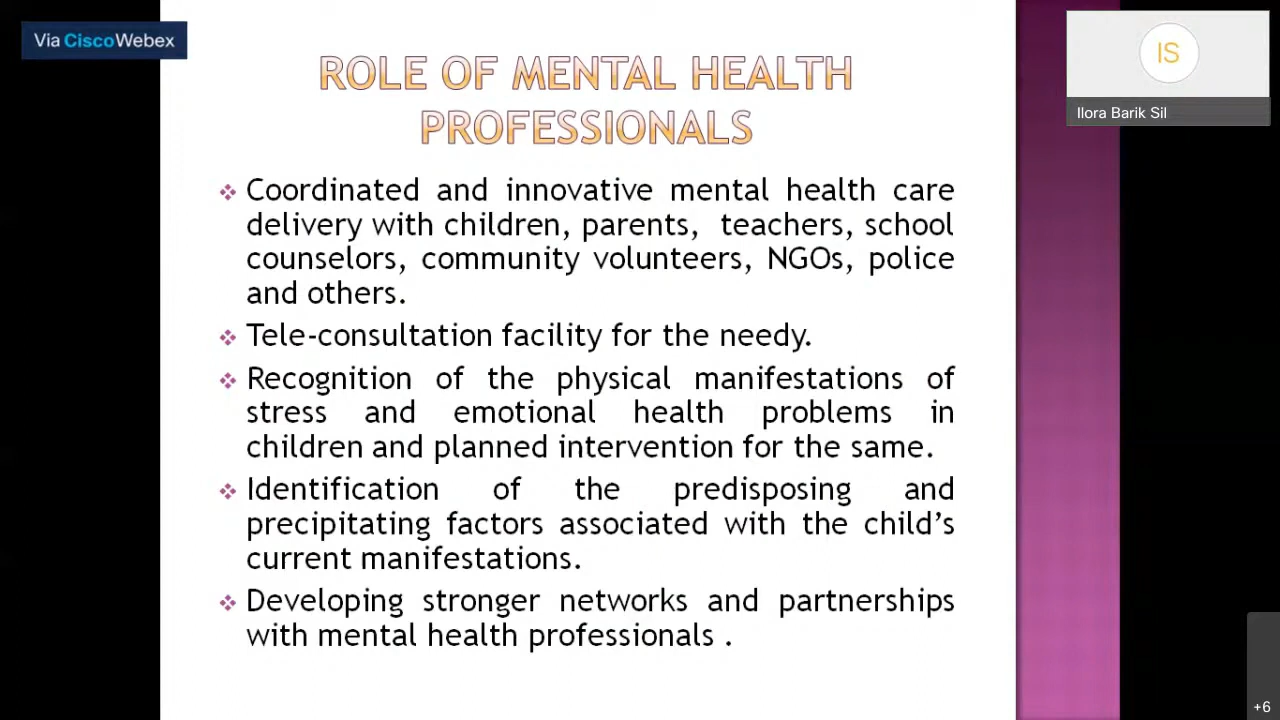 Via CiscoWebex
IS
Ilora Barik Sil
ROLE OF MENTAL HEALTH
PROFESSIONALS
Coordinated and innovative mental health care
delivery with children, parents, teachers, school
counselors, community volunteers, NGOs, police
and others.
Tele-consultation facility for the needy.
Recognition of the physical manifestations of
stress and emotional health problems in
children and planned intervention for the same.
Identification of the predisposing and
precipitating factors associated with the child’s
current manifestations.
Developing stronger networks and partnerships
with mental health professionals .
+6